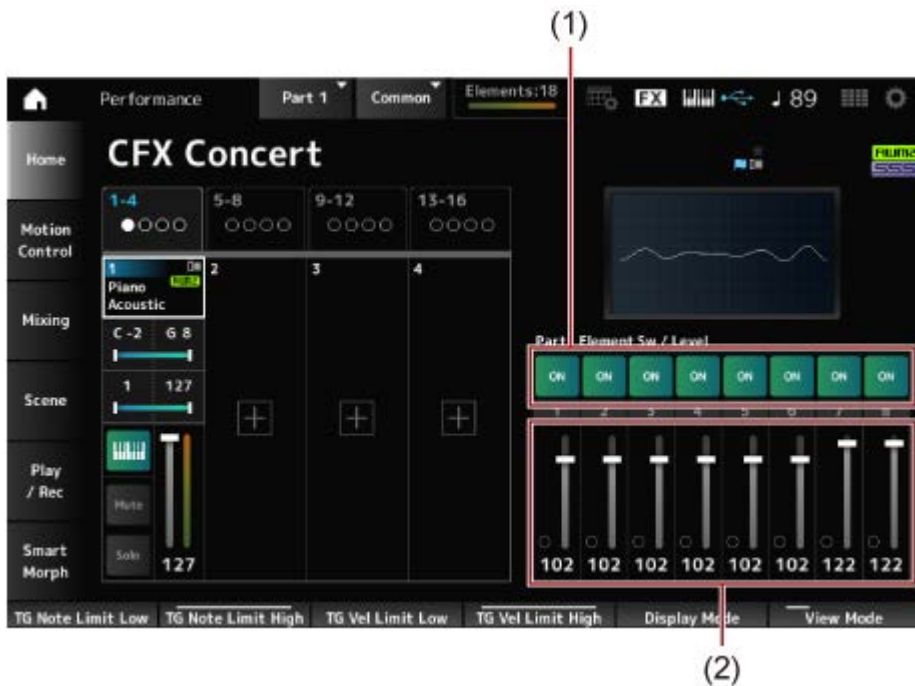 (1)
Performance
Part 1
Common
Elements:18
FX
89
Home
CFX Concert
1-4
5-8
9-12
13-16
Motion
Control
1
Piano
Acoustic
2
3
4
C -2
G 8
Mixing
Part
Element Sw / Level
1
127
ON ON ON ON ON ON ON ON
Scene
1 2 3 4 5 6 7 8
Play
/ Rec
Mute
Smart
Morph
Solo
127
102 102 102 102 102 102 122 122
TG Note Limit Low
TG Note Limit High
TG Vel Limit Low
TG Vel Limit High
Display Mode
View Mode
(2)